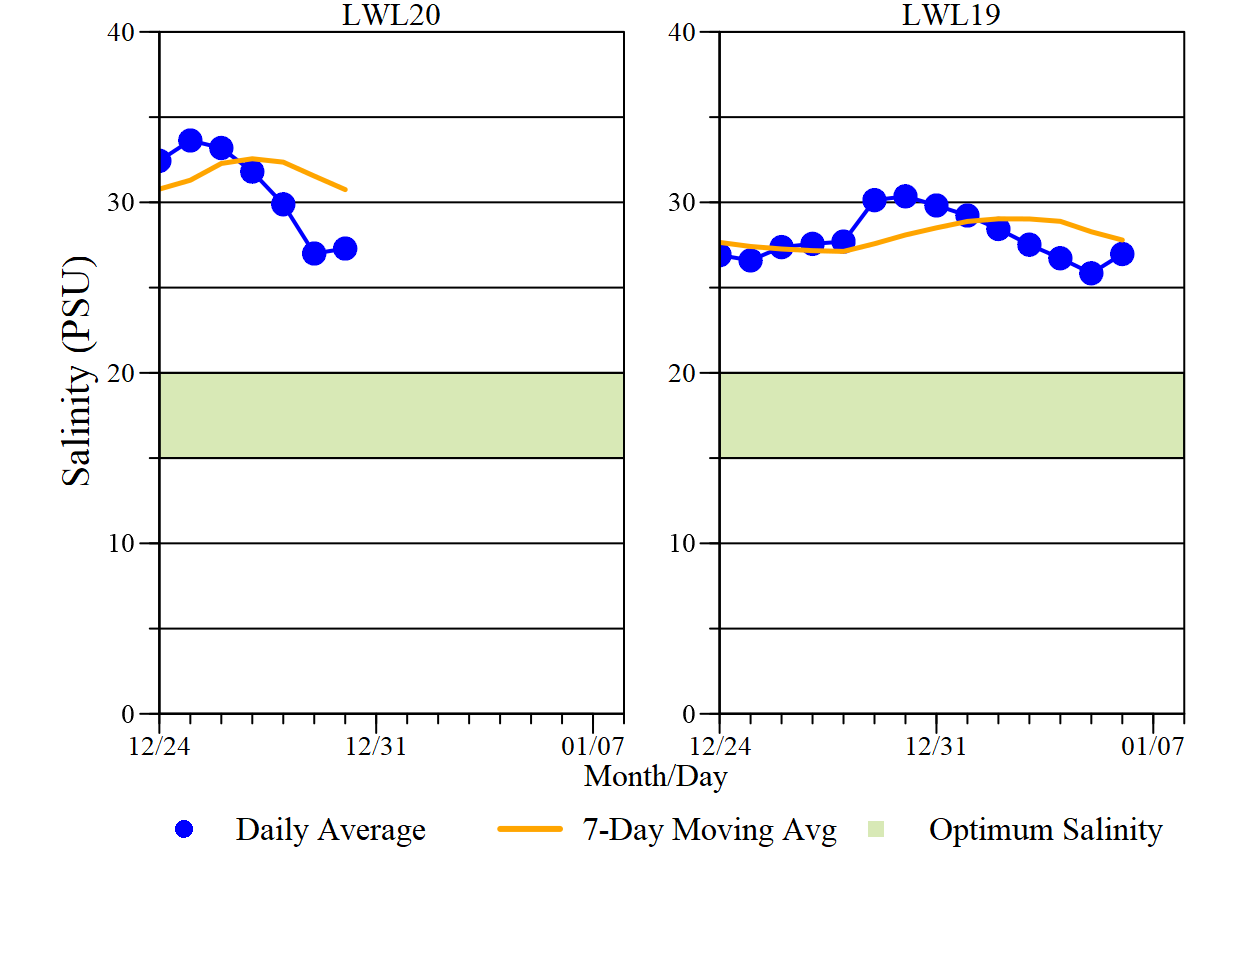 LWL20 LWL19
40 40
30 30
20 20
10 10
0 0
Salinity (PSU)
12/24 12/31 01/07 12/24 12/31 01/07
Month/Day
Daily Average 7-Day Moving Avg Optimum Salinity